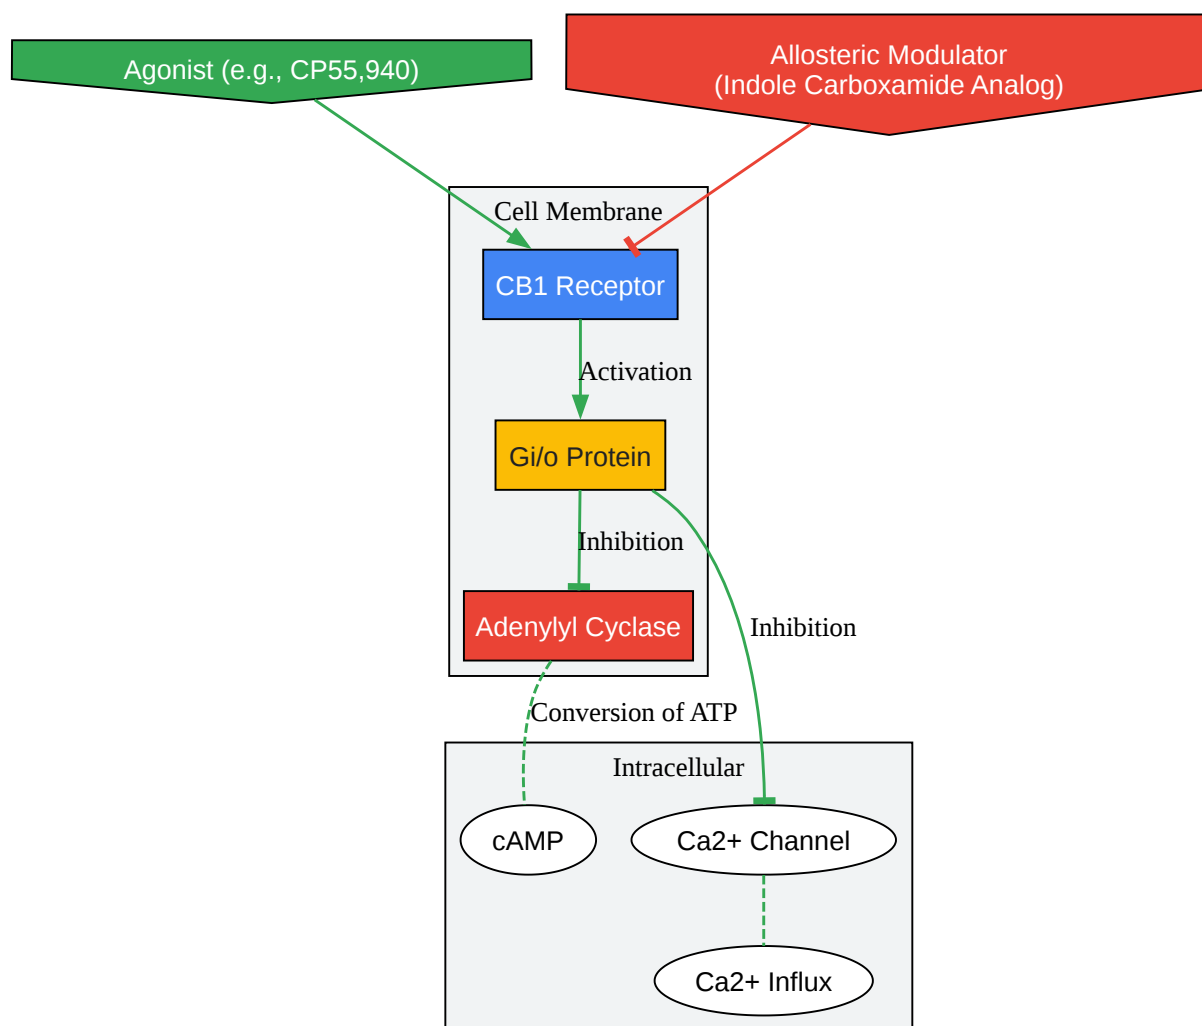 Agonist (e.g., CP55,940)
Allosteric Modulator
(Indole Carboxamide Analog)
Cell Membrane
CB1 Receptor
Activation
Gi/o Protein
Inhibition
Inhibition
Adenylyl Cyclase
Conversion of ATP
Intracellular
cAMP
Ca2+ Channel
Ca2+ Influx